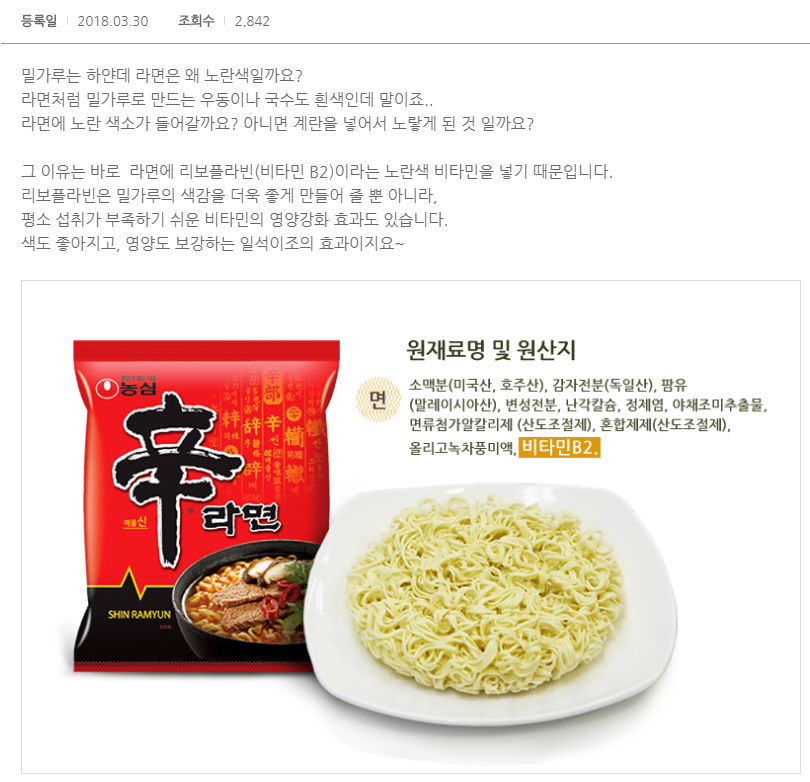 등록일 2018.03.30 조회수 2,842
밀가루는 하얀데 라면은 왜 노란색일까요?
라면처럼 밀가루로 만드는 우동이나 국수도 흰색인데 말이죠..
라면에 노란 색소가 들어갈까요? 아니면 계란을 넣어서 노랗게 된 것 일까요?
그 이유는 바로 라면에 리보플라빈(비타민 B2)이라는 노란색 비타민을 넣기 때문입니다.
리보플라빈은 밀가루의 색감을 더욱 좋게 만들어 줄 뿐 아니라,
평소 섭취가 부족하기 쉬운 비타민의 영양강화 효과도 있습니다.
색도 좋아지고, 영양도 보강하는 일석이조의 효과이지요~
원재료명 및 원산지
면
소맥분(미국산, 호주산), 감자전분(독일산), 팜유
(말레이시아산), 변성전분, 난각칼슘, 정제염, 야채조미추출물,
면류첨가알칼리제 (산도조절제), 혼합제제(산도조절제),
올리고녹차풍미액, 비타민B2.
농심
辛
매울신
라면
SHIN RAMYUN